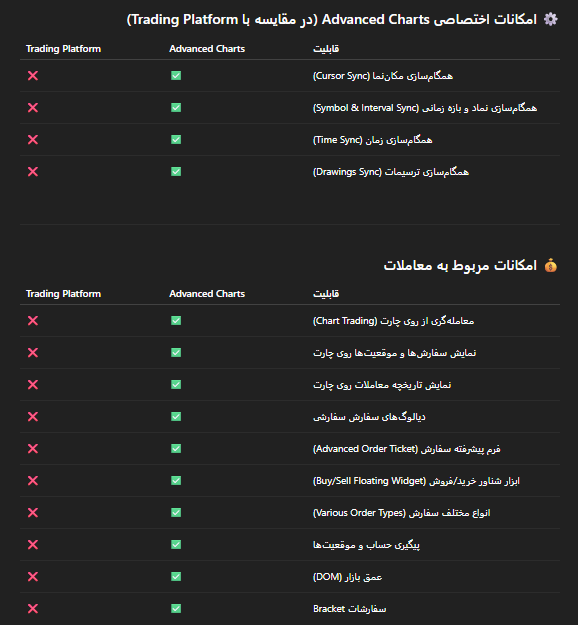 ⚙️ امکانات اختصاصی Advanced Charts (در مقایسه با Trading Platform)
قابلیت Advanced Charts Trading Platform
همگام‌سازی مکان‌نما (Cursor Sync) ✅ ❌
همگام‌سازی نماد و بازه زمانی (Symbol & Interval Sync) ✅ ❌
همگام‌سازی زمان (Time Sync) ✅ ❌
همگام‌سازی ترسیمات (Drawings Sync) ✅ ❌
💰 امکانات مربوط به معاملات
قابلیت Advanced Charts Trading Platform
معامله‌گری از روی چارت (Chart Trading) ✅ ❌
نمایش سفارش‌ها و موقعیت‌ها روی چارت ✅ ❌
نمایش تاریخچه معاملات روی چارت ✅ ❌
دیالوگ‌های سفارش سفارشی ✅ ❌
فرم پیشرفته سفارش (Advanced Order Ticket) ✅ ❌
ابزار شناور خرید/فروش (Buy/Sell Floating Widget) ✅ ❌
انواع مختلف سفارش (Various Order Types) ✅ ❌
پیگیری حساب و موقعیت‌ها ✅ ❌
عمق بازار (DOM) ✅ ❌
سفارشات Bracket ✅ ❌